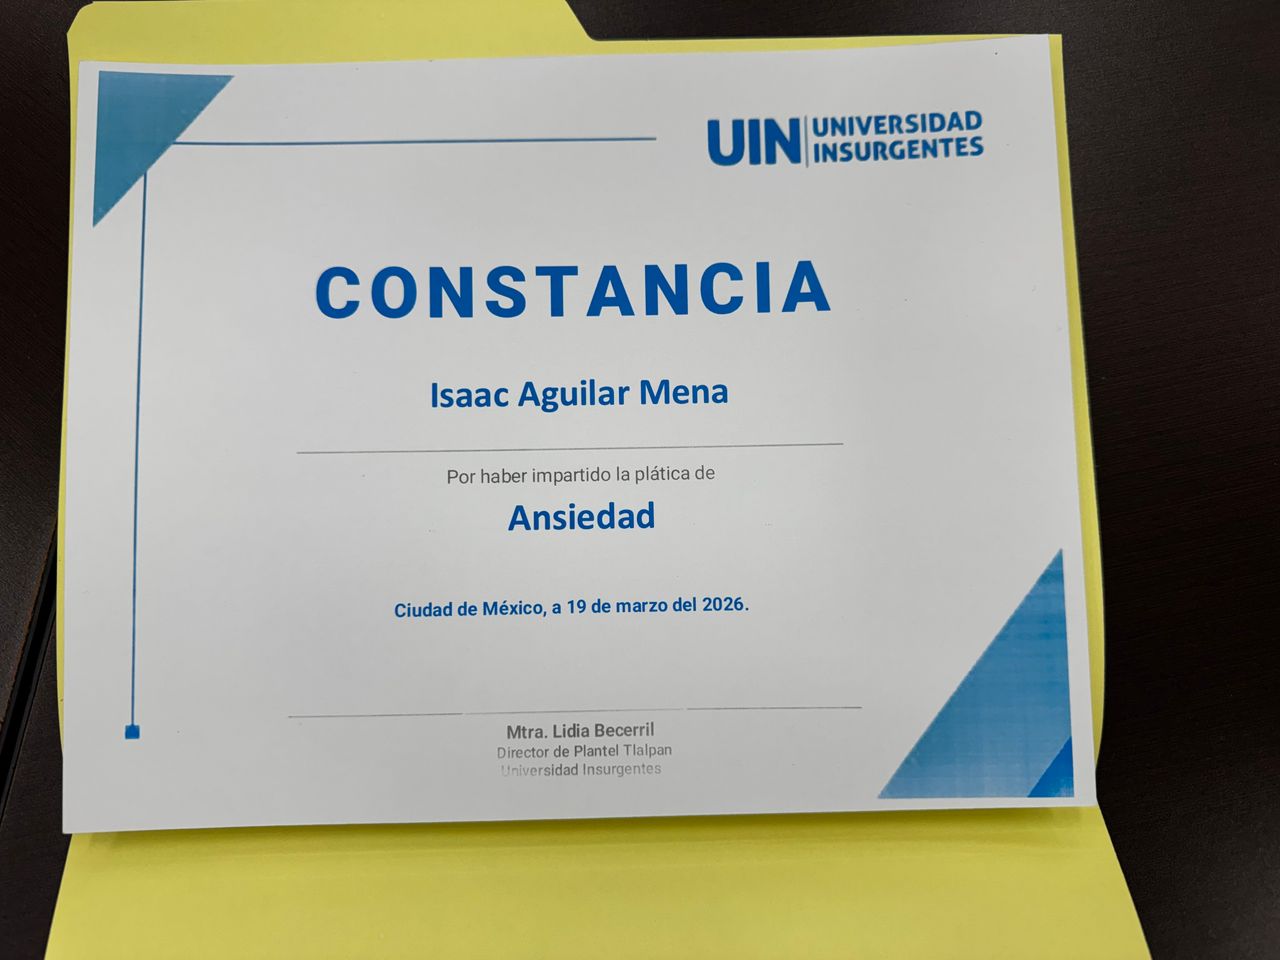 UIN UNIVERSIDAD
INSURGENTES
CONSTANCIA
Isaac Aguilar Mena
Por haber impartido la plática de
Ansiedad
Ciudad de México, a 19 de marzo del 2026.
Mtra. Lidia Becerril
Director de Plantel Tlalpan
Universidad Insurgentes